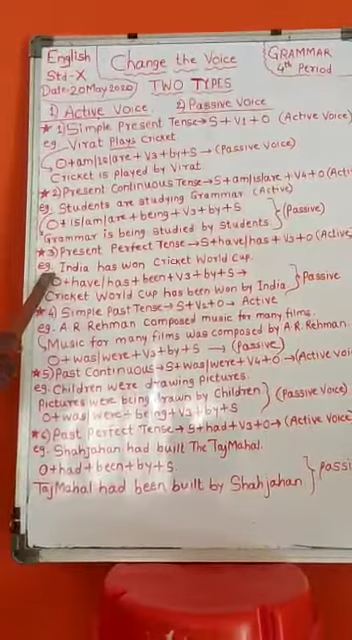 English
Std-X
Date:20May2020
Change the Voice
GRAMMAR
4th Period
TWO TYPES
1) Active Voice 2) Passive Voice
★ 1) Simple Present Tense → S+V1+O (Active Voice)
eg. Virat plays Cricket
O+am/is/are+V3+by+S → (Passive Voice)
Cricket is played by Virat.
★2) Present Continuous Tense → S+am/is/are+V4+O (Acti
eg. Students are studying Grammar (Active)
O+is/am/are+being+V3+by+S } (Passive)
Grammar is being studied by Students
★3) Present Perfect Tense → S+have/has+V3+O (Active
eg. India has won Cricket World Cup.
O+have/has+been+V3+by+S → } Passive
Cricket World Cup has been won by India
★4) Simple Past Tense → S+V2+O → Active
eg. A.R. Rehman composed music for many films.
Music for many films was composed by A.R. Rehman.
O+was/were+V3+by+S → (Passive)
★5) Past Continuous → S+was/were+V4+O → (Active Voi
eg. Children were drawing pictures.
Pictures were being drawn by Children } (Passive Voice)
O+was/were+being+V3+by+S
★6) Past Perfect Tense → S+had+V3+O → (Active Voice
eg. Shahjahan had built The TajMahal.
O+had+been+by+S. } Passi
TajMahal had been built by Shahjahan